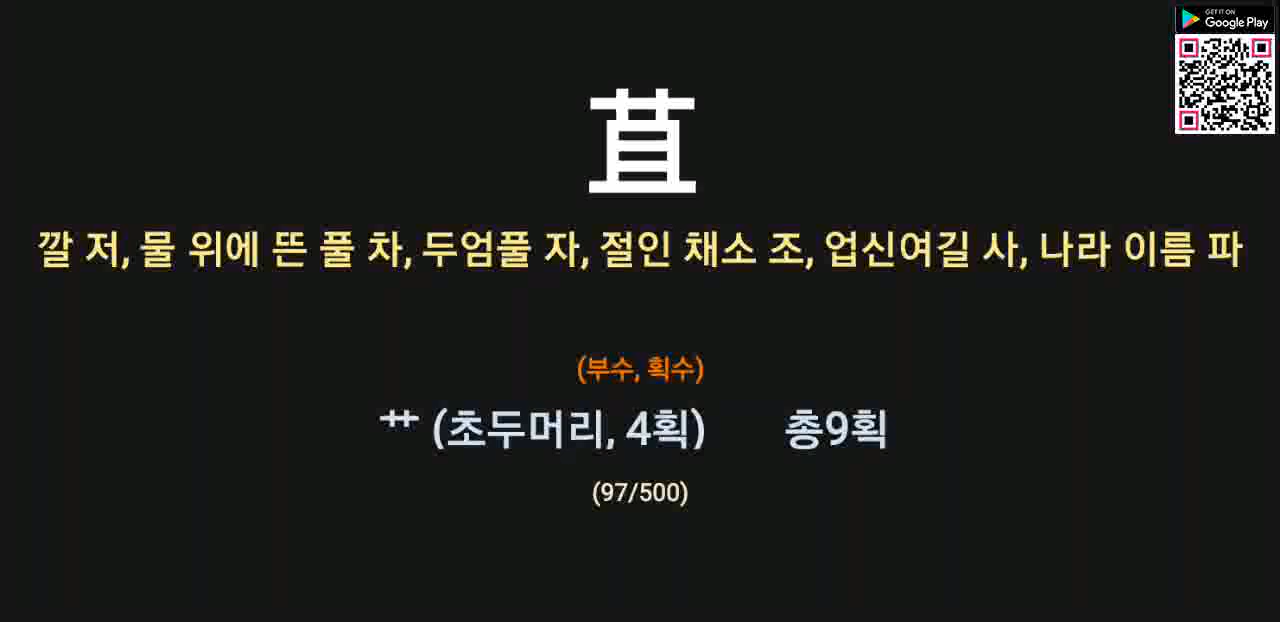 GET IT ON
Google Play
苴
깔 저, 물 위에 뜬 풀 차, 두엄풀 자, 절인 채소 조, 업신여길 사, 나라 이름 파
(부수, 획수)
艹 (초두머리, 4획) 총9획
(97/500)